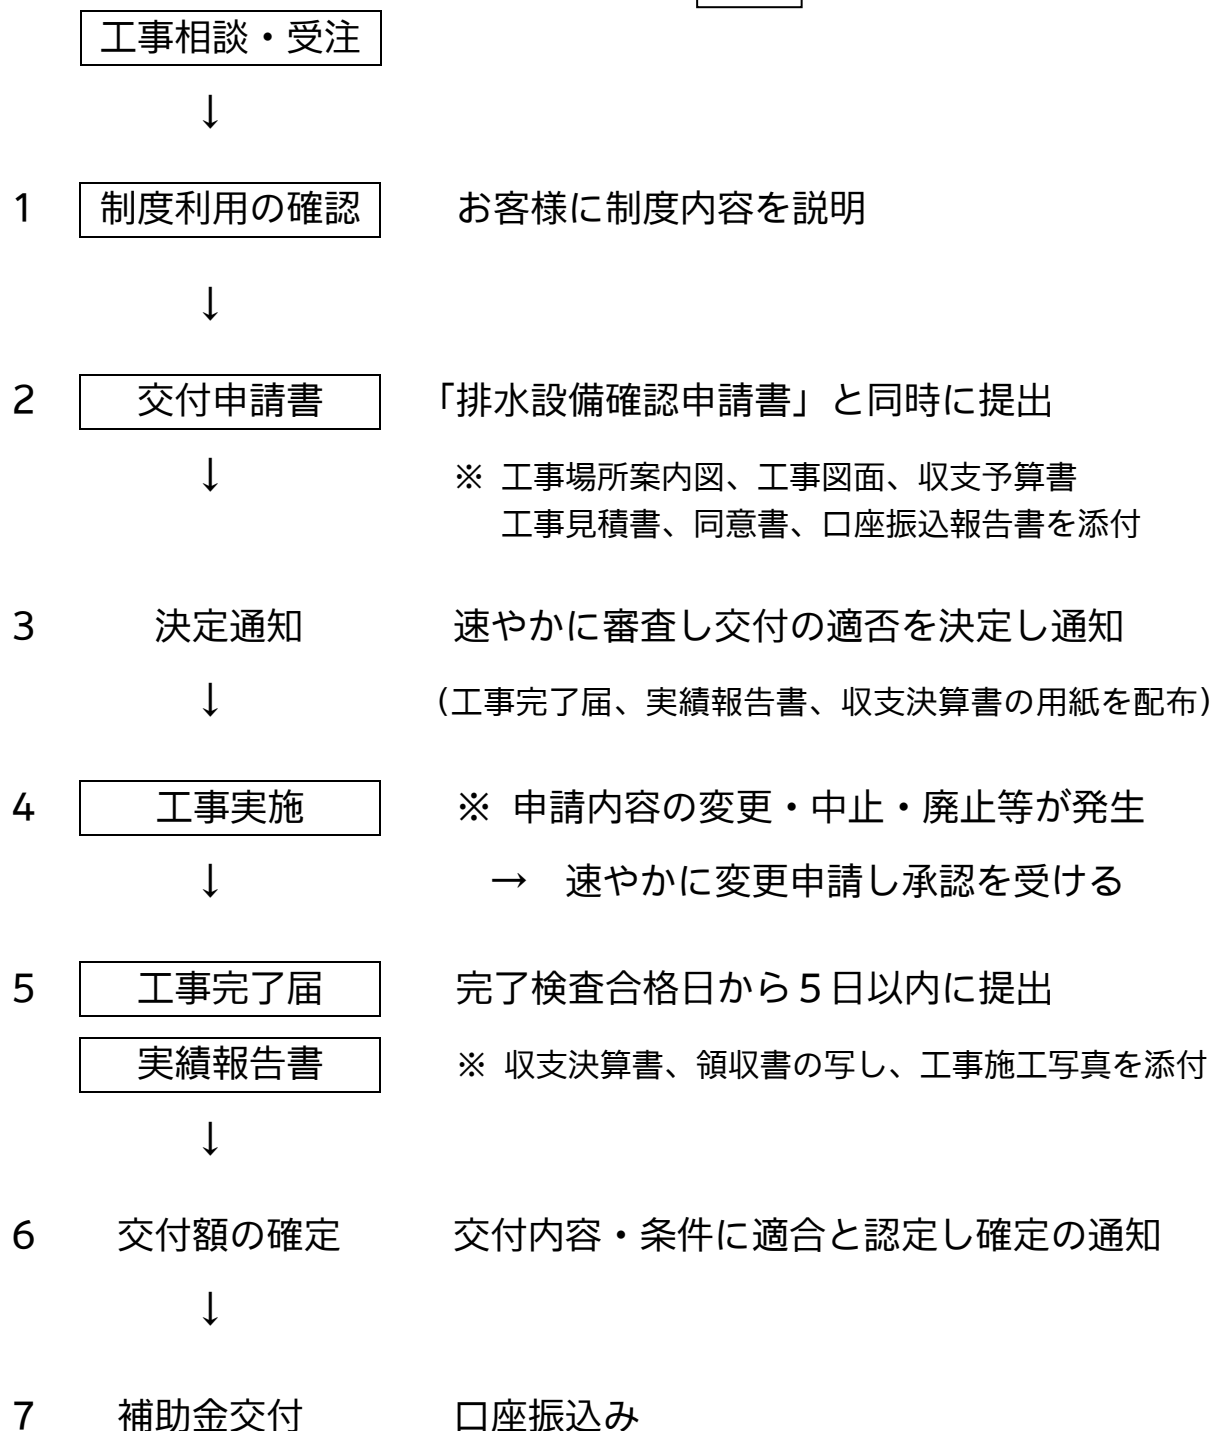 工事相談・受注
↓
1 制度利用の確認 お客様に制度内容を説明
↓
2 交付申請書 「排水設備確認申請書」と同時に提出
↓ ※ 工事場所案内図、工事図面、収支予算書
工事見積書、同意書、口座振込報告書を添付
3 決定通知 速やかに審査し交付の適否を決定し通知
↓ (工事完了届、実績報告書、収支決算書の用紙を配布)
4 工事実施 ※ 申請内容の変更・中止・廃止等が発生
↓ → 速やかに変更申請し承認を受ける
5 工事完了届 完了検査合格日から5日以内に提出
実績報告書 ※ 収支決算書、領収書の写し、工事施工写真を添付
↓
6 交付額の確定 交付内容・条件に適合と認定し確定の通知
↓
7 補助金交付 口座振込み